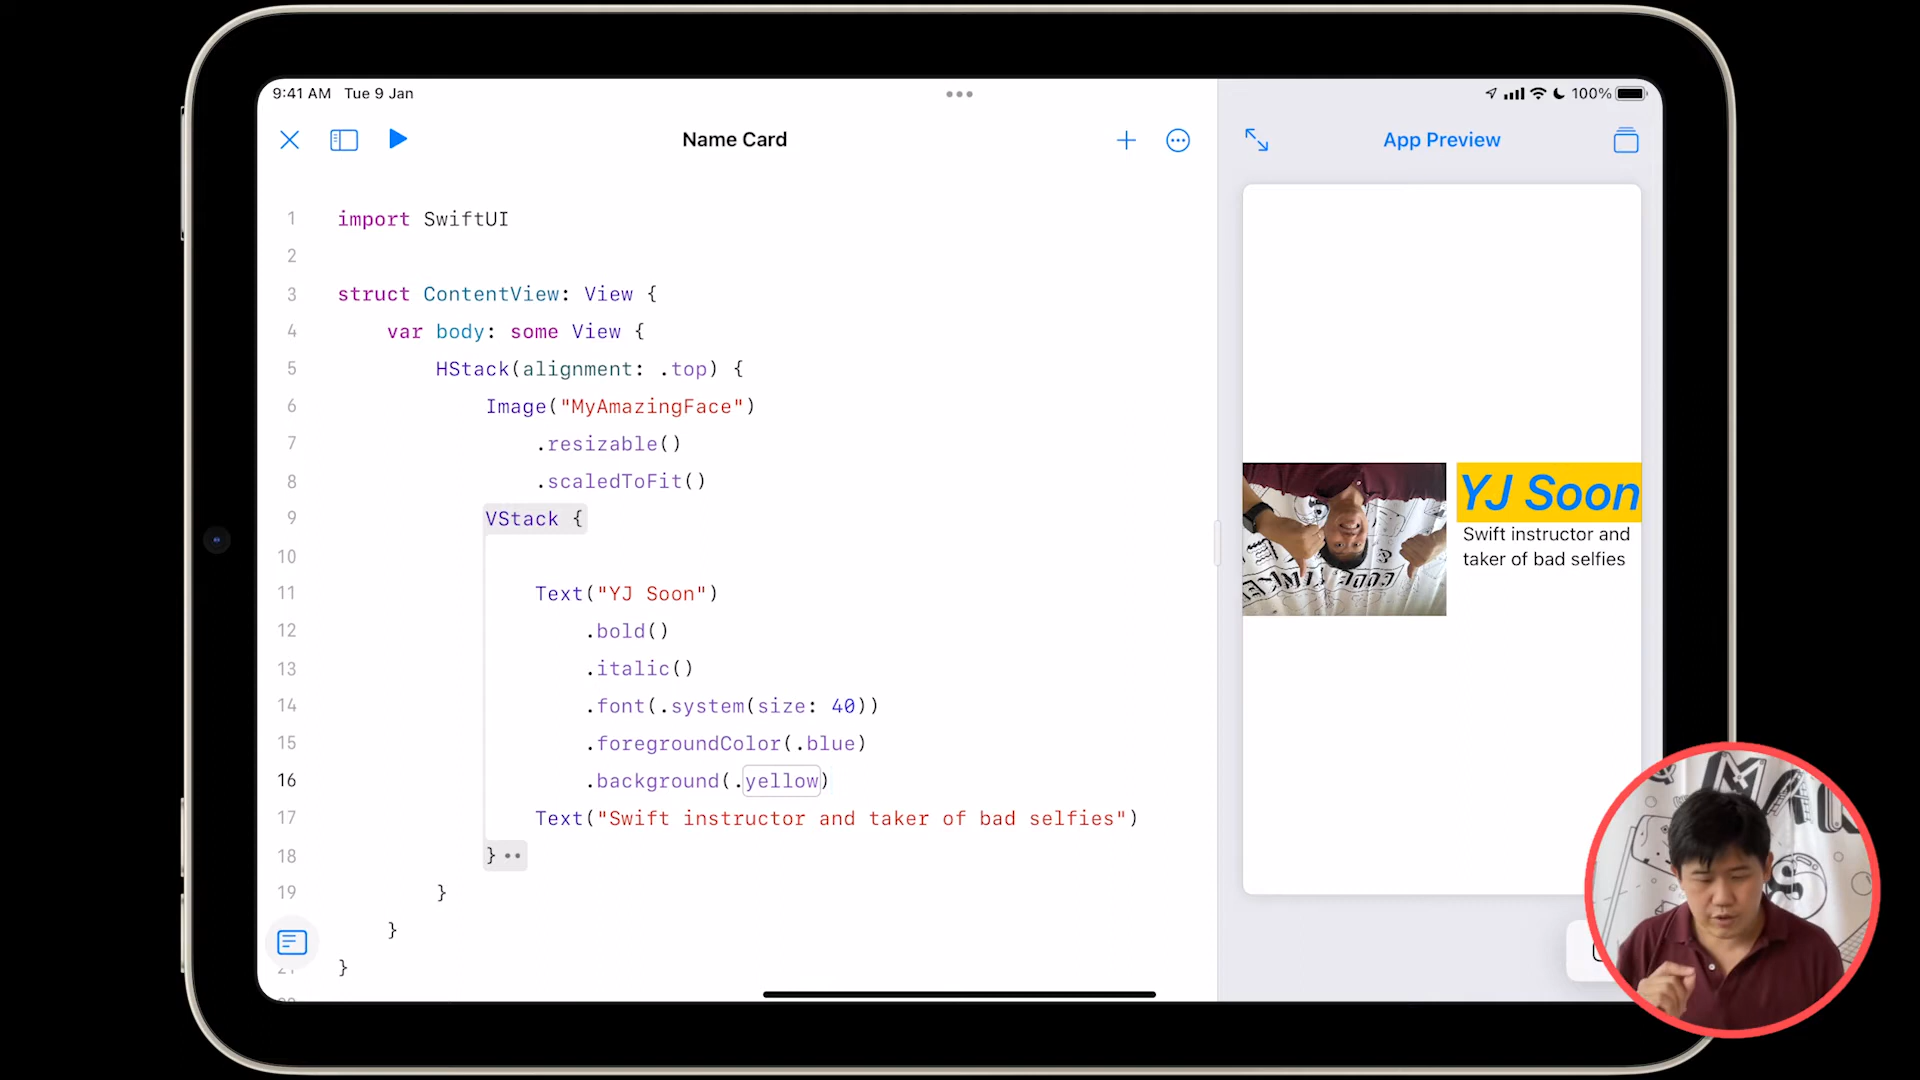 9:41 AM Tue 9 Jan
100%
Name Card
App Preview
1 import SwiftUI
2
3 struct ContentView: View {
4 var body: some View {
5 HStack(alignment: .top) {
6 Image("MyAmazingFace")
7 .resizable()
8 .scaledToFit()
9 VStack {
10
11 Text("YJ Soon")
12 .bold()
13 .italic()
14 .font(.system(size: 40))
15 .foregroundColor(.blue)
16 .background(.yellow)
17 Text("Swift instructor and taker of bad selfies")
18 }
19 }
}
}
YJ Soon
Swift instructor and
taker of bad selfies